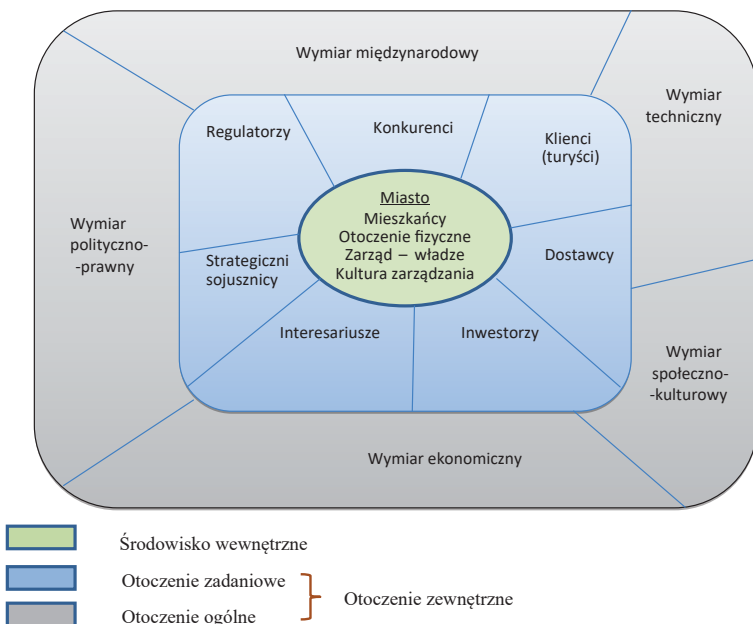 Wymiar międzynarodowy
Wymiar
techniczny
Regulatorzy
Konkurenci
Klienci
(turyści)
Miasto
Mieszkańcy
Otoczenie fizyczne
Zarząd – władze
Kultura zarządzania
Wymiar
polityczno-
-prawny
Strategiczni
sojusznicy
Dostawcy
Interesariusze
Inwestorzy
Wymiar
społeczno-
-kulturowy
Wymiar ekonomiczny
Środowisko wewnętrzne
Otoczenie zadaniowe
Otoczenie zewnętrzne
Otoczenie ogólne